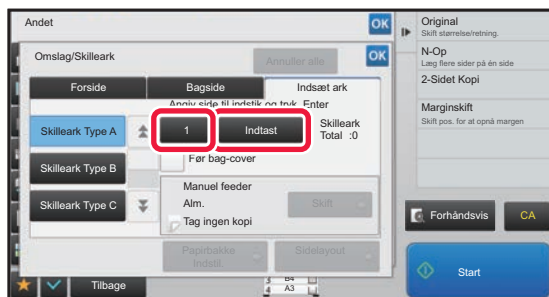 Andet
OK
Original
Skift størrelse/retning.
Omslag/Skilleark
Annuller alle
OK
N-Op
Læg flere sider på én side
2-Sidet Kopi
Forside
Bagside
Indsæt ark
Angiv side til indstik og tryk Enter
Marginskift
Skift pos. for at opnå margen
Skilleark Type A
1
Indtast
Skilleark
Total :0
Før bag-cover
Skilleark Type B
Manuel feeder
Alm.
Skift
Tag ingen kopi
Skilleark Type C
Forhåndsvis
CA
Papirbakke
Indstil.
Sidelayout
Start
Tilbage
3 B4
4 A3